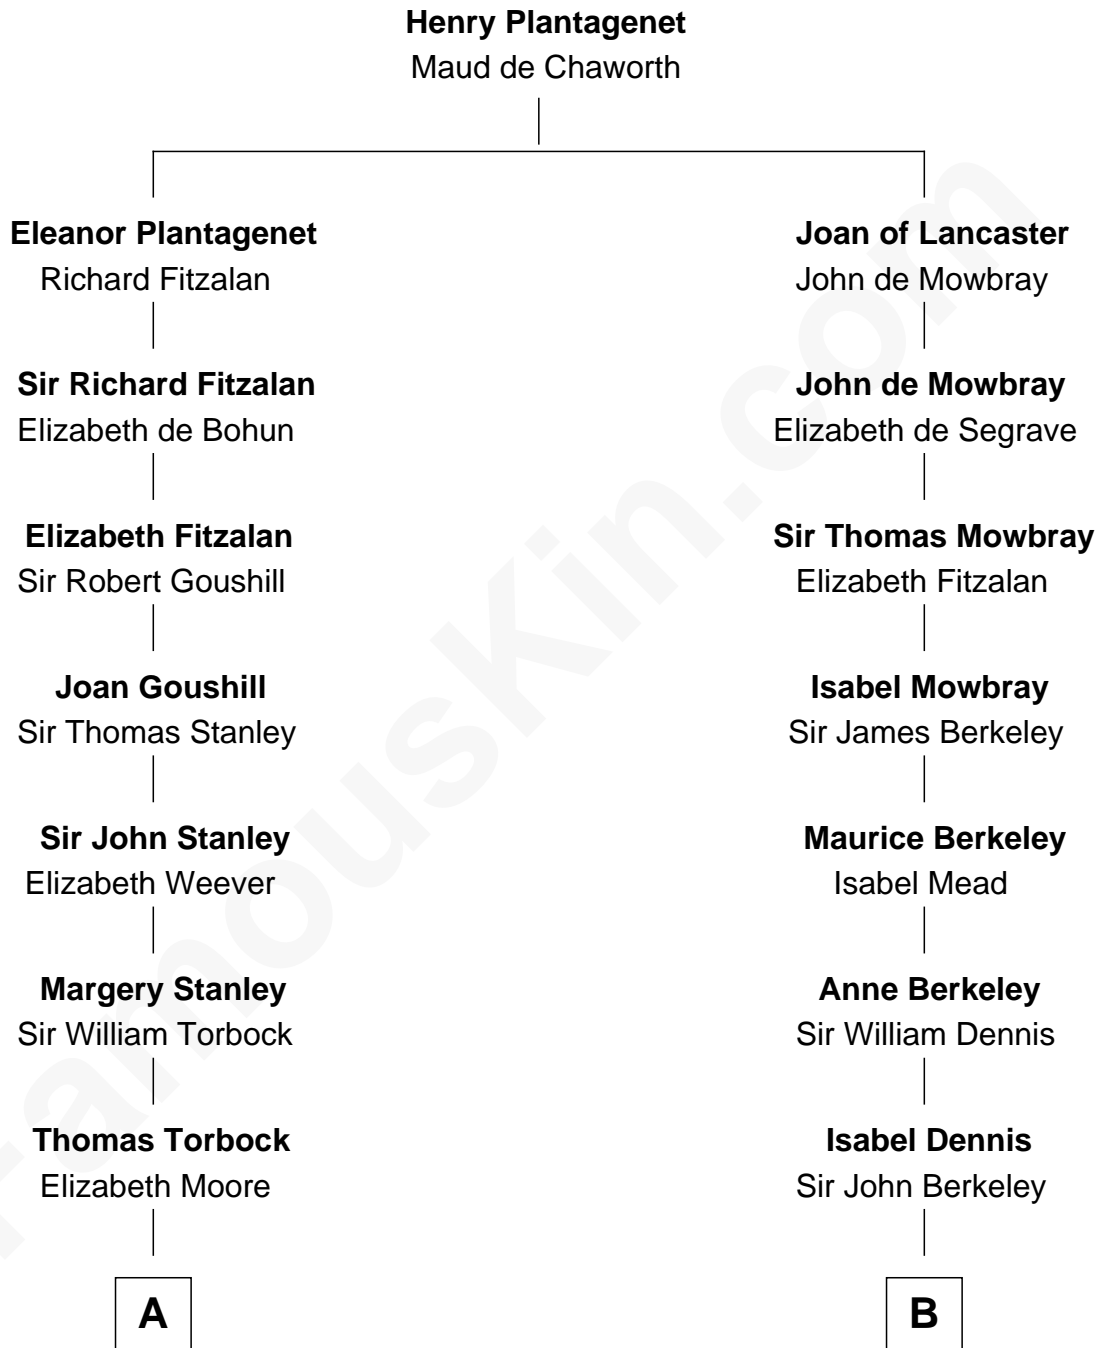 Henry Plantagenet
Maud de Chaworth
Eleanor Plantagenet
Richard Fitzalan
Joan of Lancaster
John de Mowbray
Sir Richard Fitzalan
Elizabeth de Bohun
John de Mowbray
Elizabeth de Segrave
Elizabeth Fitzalan
Sir Robert Goushill
Sir Thomas Mowbray
Elizabeth Fitzalan
Joan Goushill
Sir Thomas Stanley
Isabel Mowbray
Sir James Berkeley
Sir John Stanley
Elizabeth Weever
Maurice Berkeley
Isabel Mead
Margery Stanley
Sir William Torbock
Anne Berkeley
Sir William Dennis
Thomas Torbock
Elizabeth Moore
Isabel Dennis
Sir John Berkeley
A
B
FamousKin.com